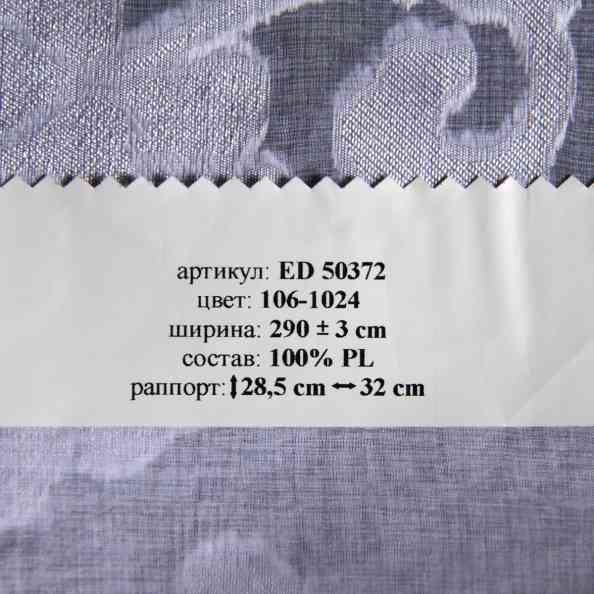 артикул: ED 50372
цвет: 106-1024
ширина: 290 ± 3 cm
состав: 100% PL
раппорт:↕28,5 cm ↔32 cm